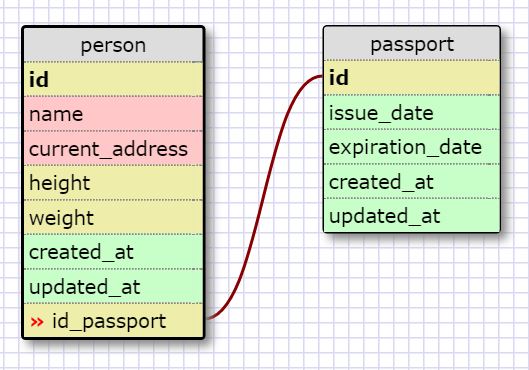 person
id
name
current_address
height
weight
created_at
updated_at
» id_passport
passport
id
issue_date
expiration_date
created_at
updated_at